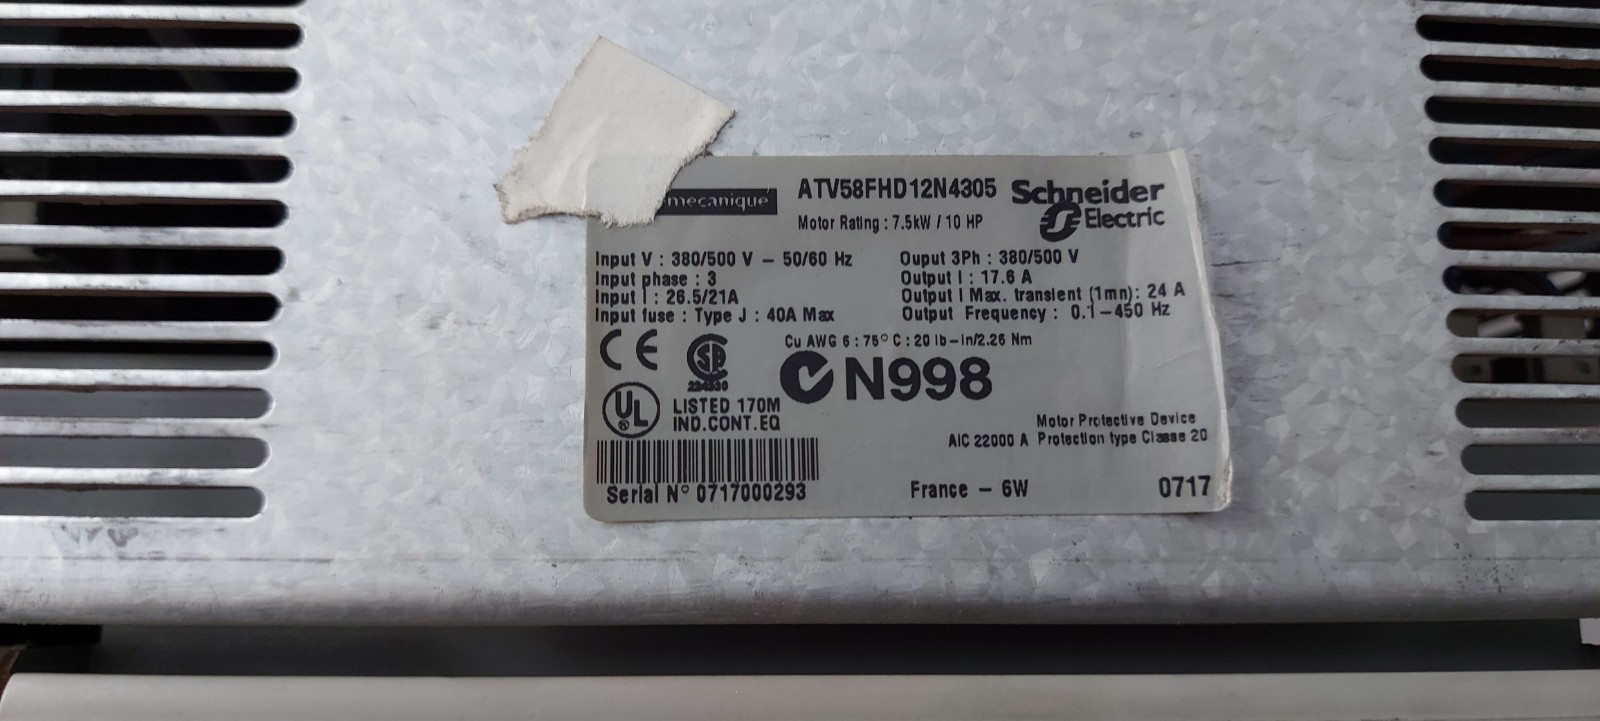 mecanique
ATV58FHD12N4305
Schneider
Electric
Motor Rating : 7.5kW / 10 HP
Input V : 380/500 V – 50/60 Hz
Input phase : 3
Input I : 26.5/21A
Input fuse : Type J : 40A Max
Ouput 3Ph : 380/500 V
Output I : 17.6 A
Output I Max. transient (1mn) : 24 A
Output Frequency : 0.1–450 Hz
Cu AWG 6 : 75° C : 20 lb–in/2.26 Nm
CE
N998
UL
LISTED 170M
IND.CONT.EQ
Motor Protective Device
AIC 22000 A Protection type Classe 20
Serial N° 0717000293
France – 6W
0717